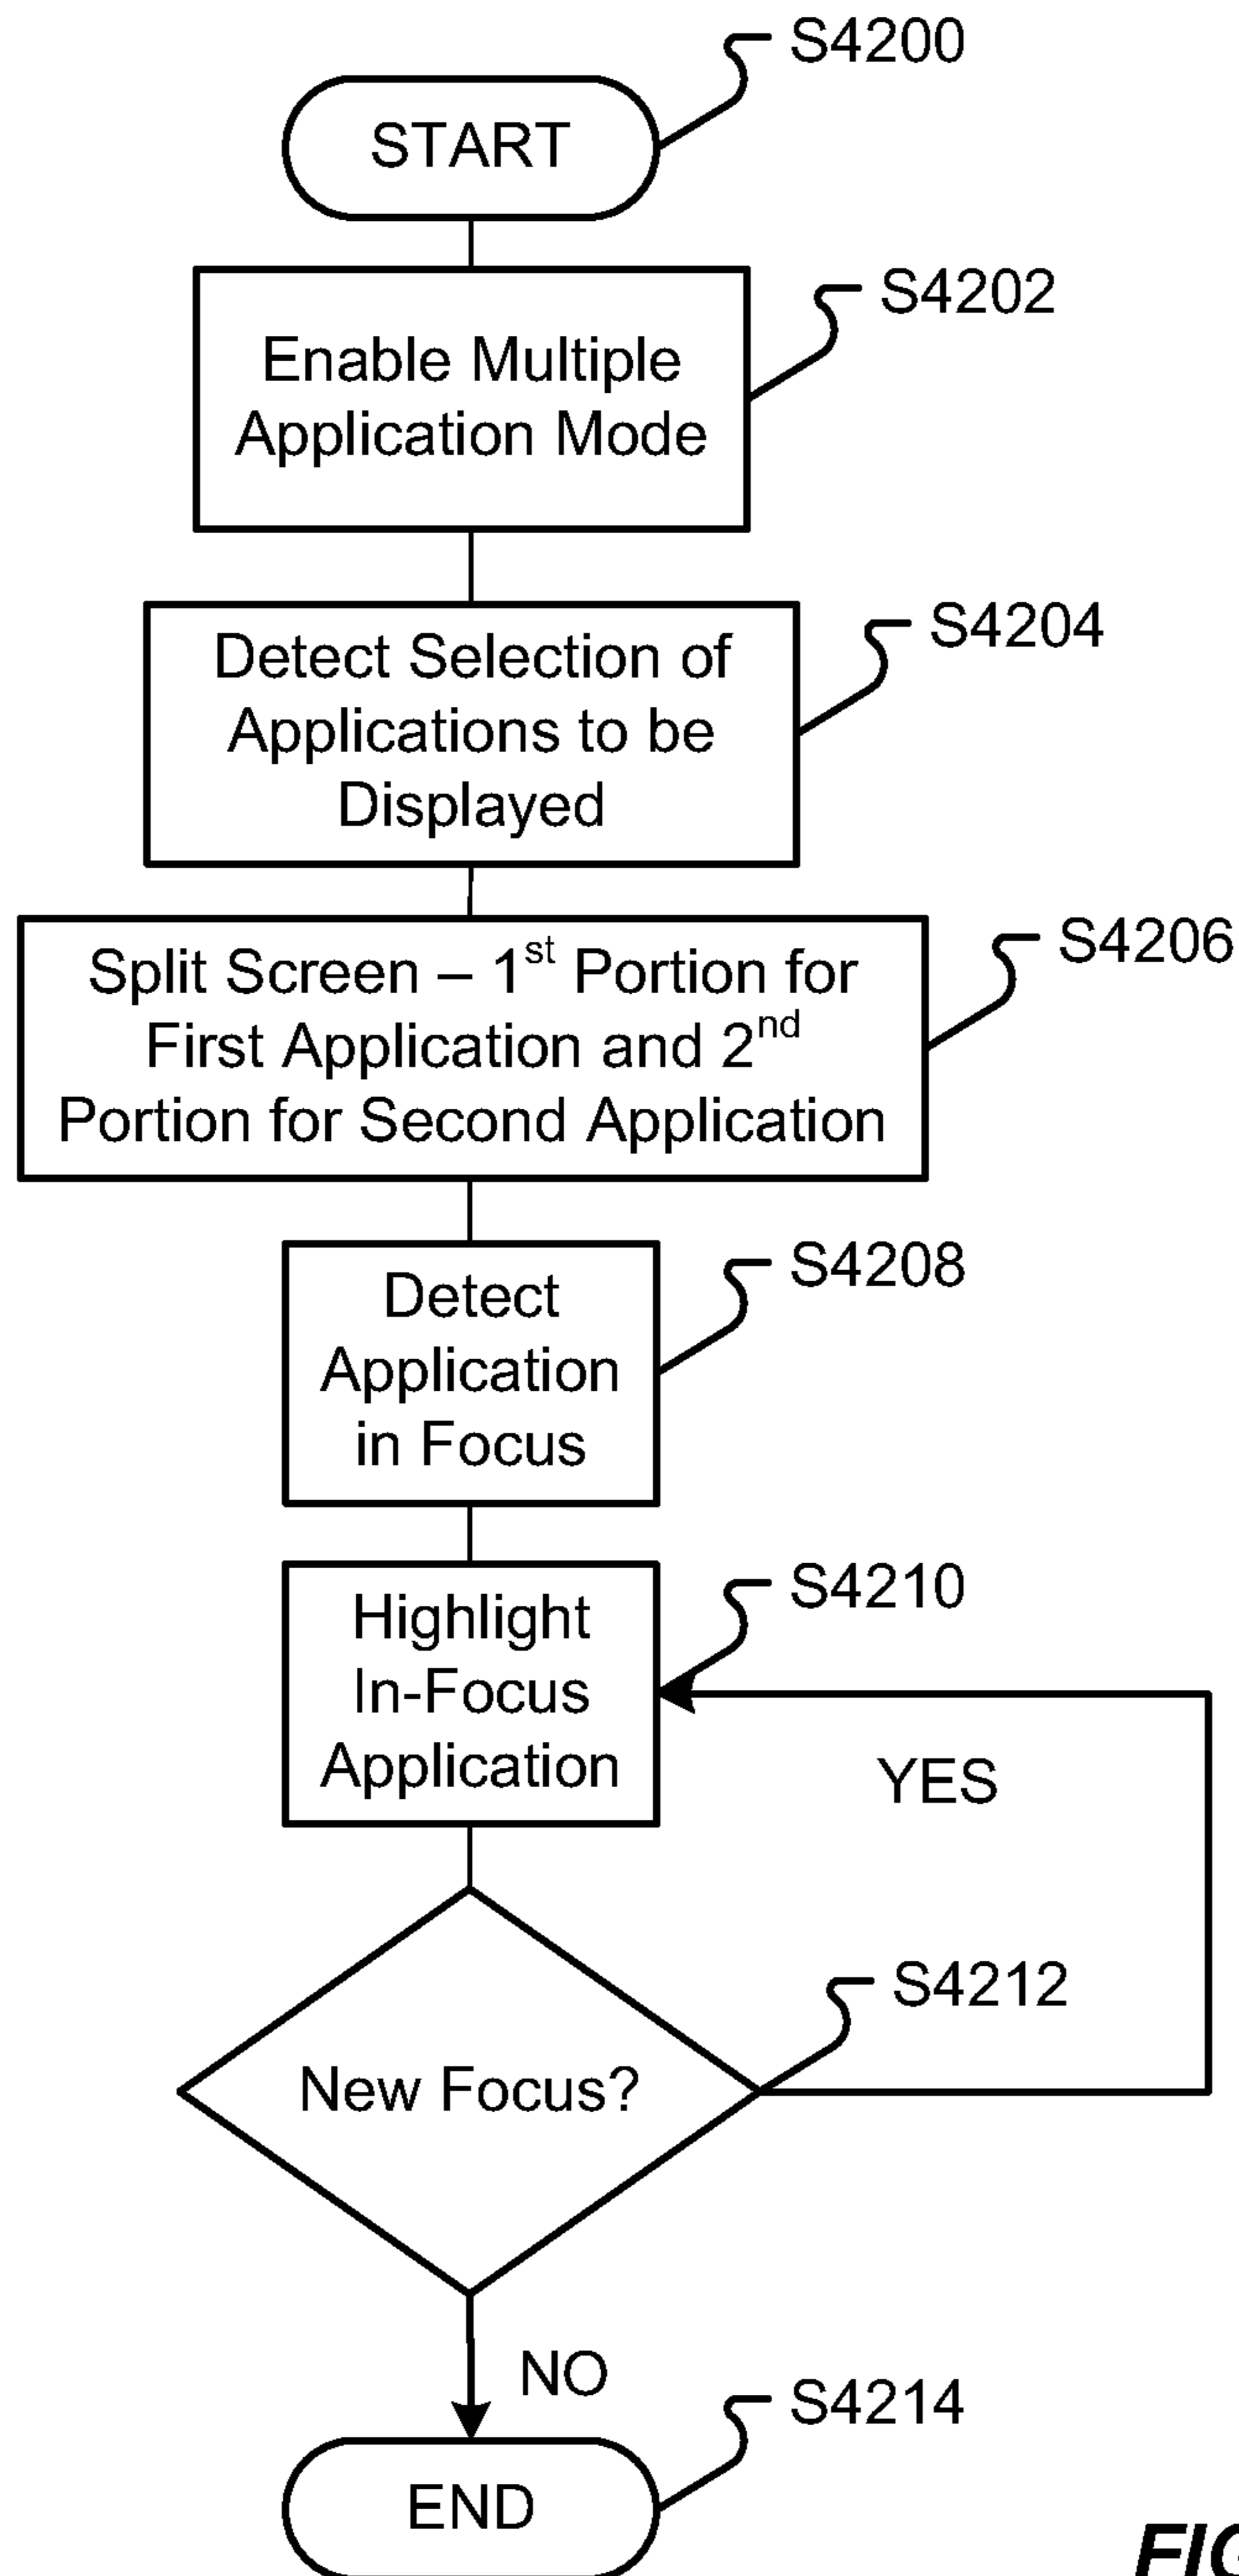 S4200
START
S4202
Enable Multiple
Application Mode
S4204
Detect Selection of
Applications to be
Displayed
S4206
Split Screen – 1st Portion for
First Application and 2nd
Portion for Second Application
S4208
Detect
Application
in Focus
S4210
Highlight
In-Focus
Application
YES
S4212
New Focus?
NO
S4214
END